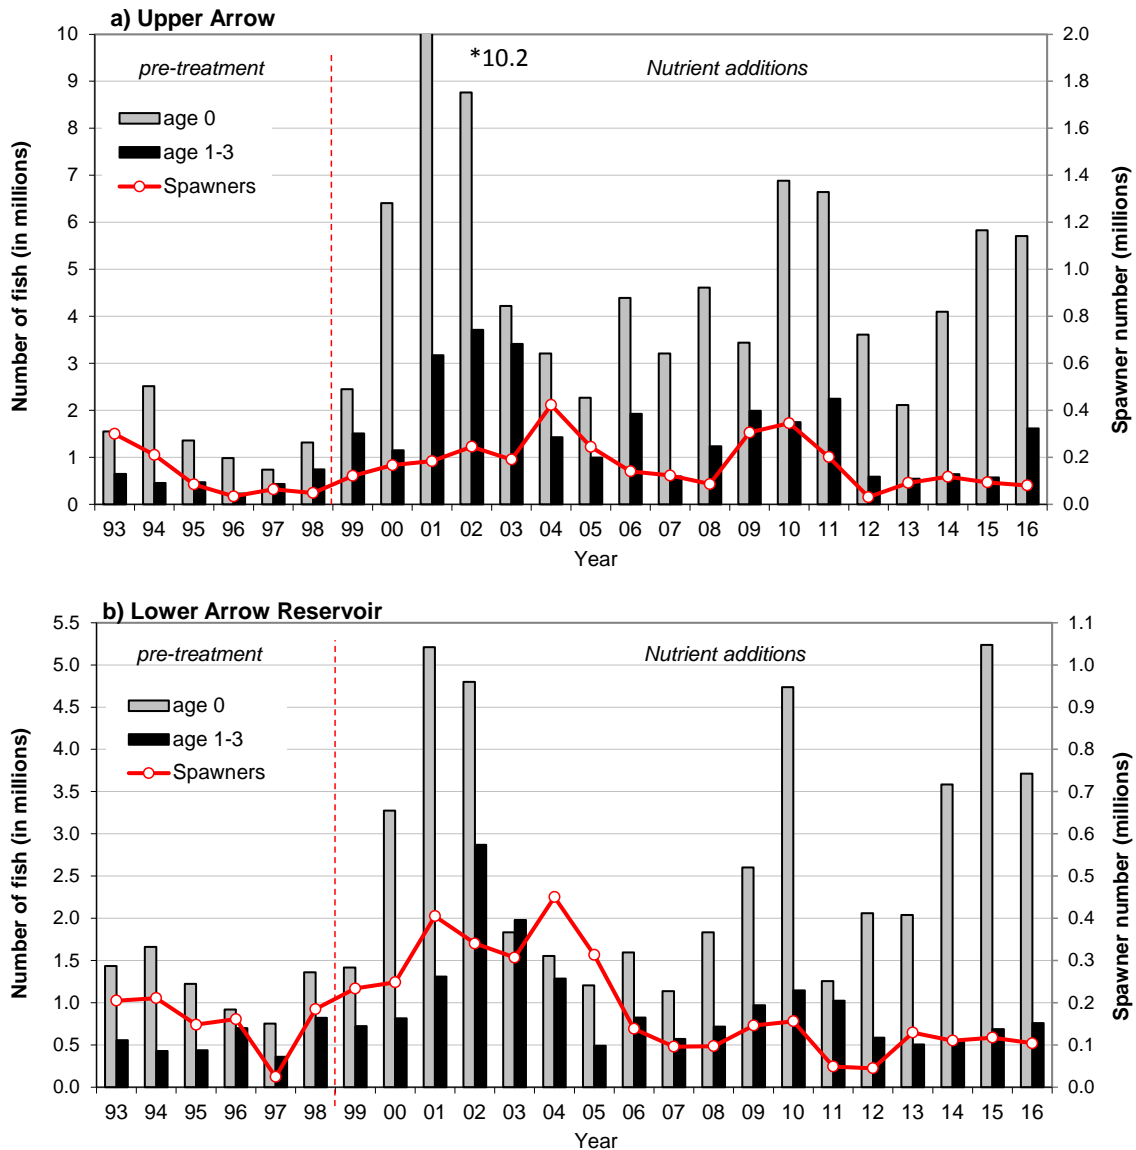 a) Upper Arrow
10
9
8
7
6
5
4
3
2
1
0
2.0
1.8
1.6
1.4
1.2
1.0
0.8
0.6
0.4
0.2
0.0
Number of fish (in millions)
Spawner number (millions)
pre-treatment
*10.2
Nutrient additions
age 0
age 1-3
Spawners
93 94 95 96 97 98 99 00 01 02 03 04 05 06 07 08 09 10 11 12 13 14 15 16
Year
b) Lower Arrow Reservoir
5.5
5.0
4.5
4.0
3.5
3.0
2.5
2.0
1.5
1.0
0.5
0.0
1.1
1.0
0.9
0.8
0.7
0.6
0.5
0.4
0.3
0.2
0.1
0.0
Number of fish (in millions)
Spawner number (millions)
pre-treatment
Nutrient additions
age 0
age 1-3
Spawners
93 94 95 96 97 98 99 00 01 02 03 04 05 06 07 08 09 10 11 12 13 14 15 16
Year